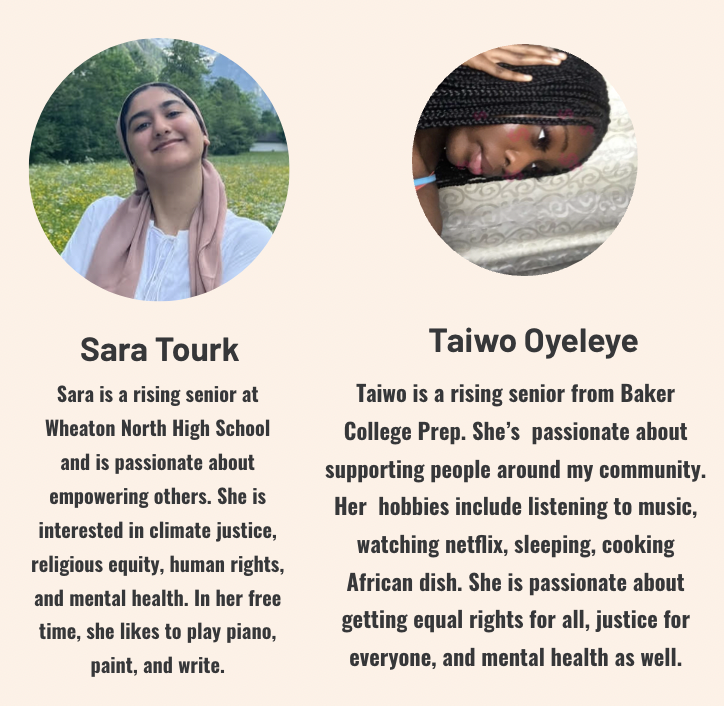 Sara Tourk
Sara is a rising senior at
Wheaton North High School
and is passionate about
empowering others. She is
interested in climate justice,
religious equity, human rights,
and mental health. In her free
time, she likes to play piano,
paint, and write.
Taiwo Oyeleye
Taiwo is a rising senior from Baker
College Prep. She’s  passionate about
supporting people around my community.
Her  hobbies include listening to music,
watching netflix, sleeping, cooking
African dish. She is passionate about
getting equal rights for all, justice for
everyone, and mental health as well.